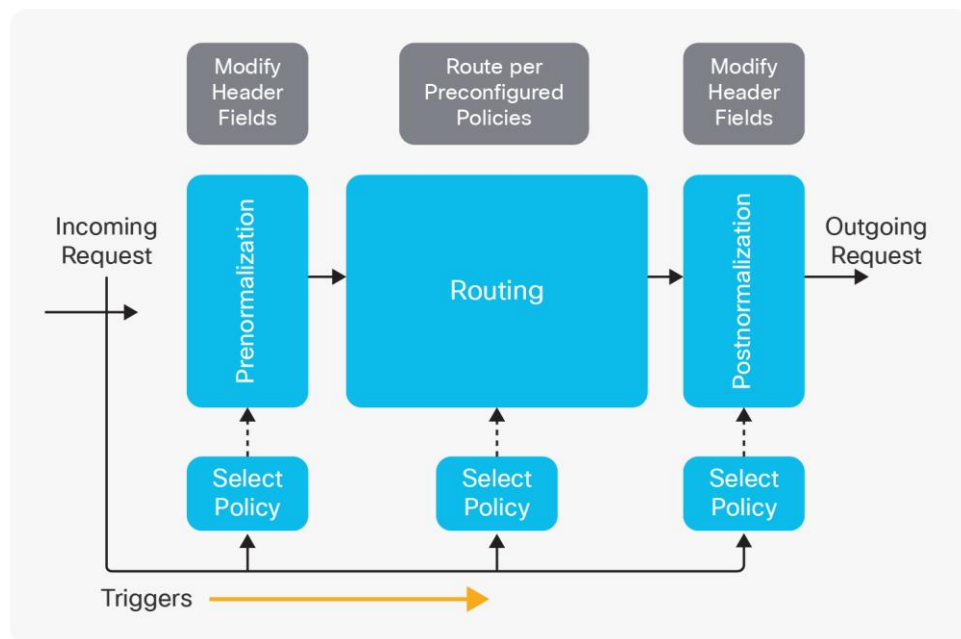 Modify
Header
Fields
Route per
Preconfigured
Policies
Modify
Header
Fields
Incoming
Request
Prenormalization
Routing
Postnormalization
Outgoing
Request
Select
Policy
Select
Policy
Select
Policy
Triggers